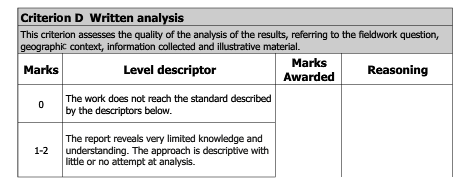 Criterion D Written analysis
This criterion assesses the quality of the analysis of the results, referring to the fieldwork question,
geographic context, information collected and illustrative material.
Marks Level descriptor Marks Awarded Reasoning
0 The work does not reach the standard described
by the descriptors below.
1-2 The report reveals very limited knowledge and
understanding. The approach is descriptive with
little or no attempt at analysis.